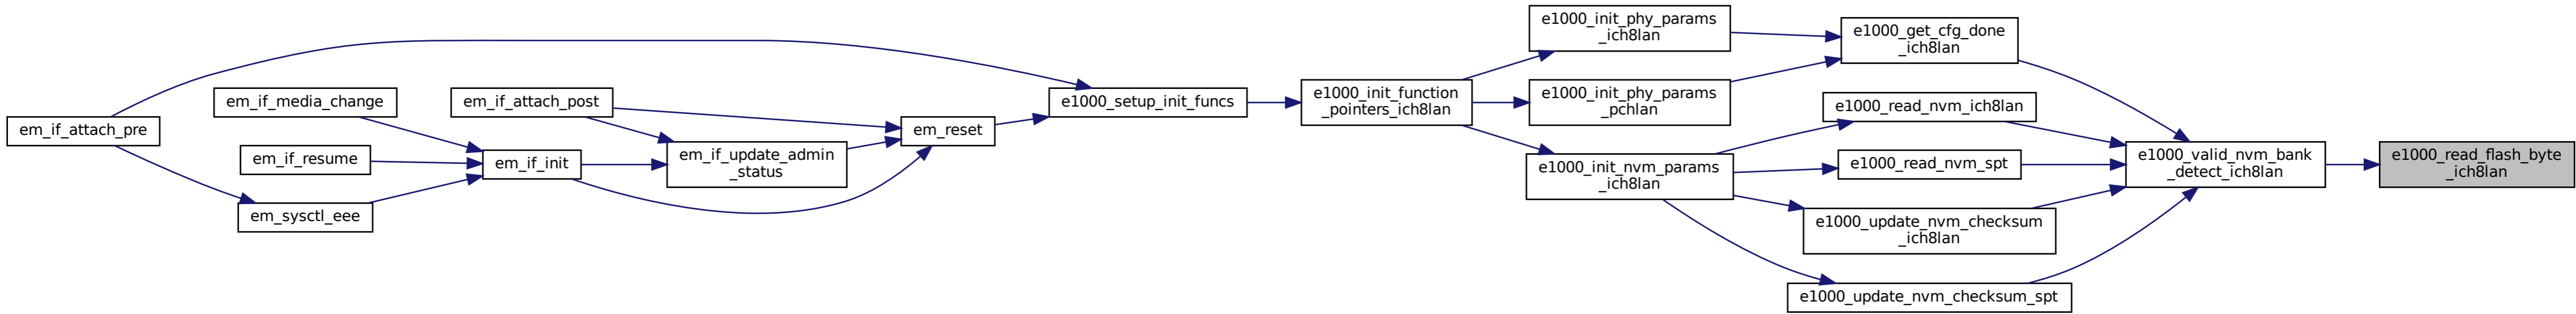 em_if_attach_pre
em_if_media_change
em_if_resume
em_sysctl_eee
em_if_attach_post
em_if_init
em_if_update_admin
_status
em_reset
e1000_setup_init_funcs
e1000_init_function
_pointers_ich8lan
e1000_init_phy_params
_ich8lan
e1000_init_phy_params
_pchlan
e1000_init_nvm_params
_ich8lan
e1000_get_cfg_done
_ich8lan
e1000_read_nvm_ich8lan
e1000_read_nvm_spt
e1000_update_nvm_checksum
_ich8lan
e1000_update_nvm_checksum_spt
e1000_valid_nvm_bank
_detect_ich8lan
e1000_read_flash_byte
_ich8lan